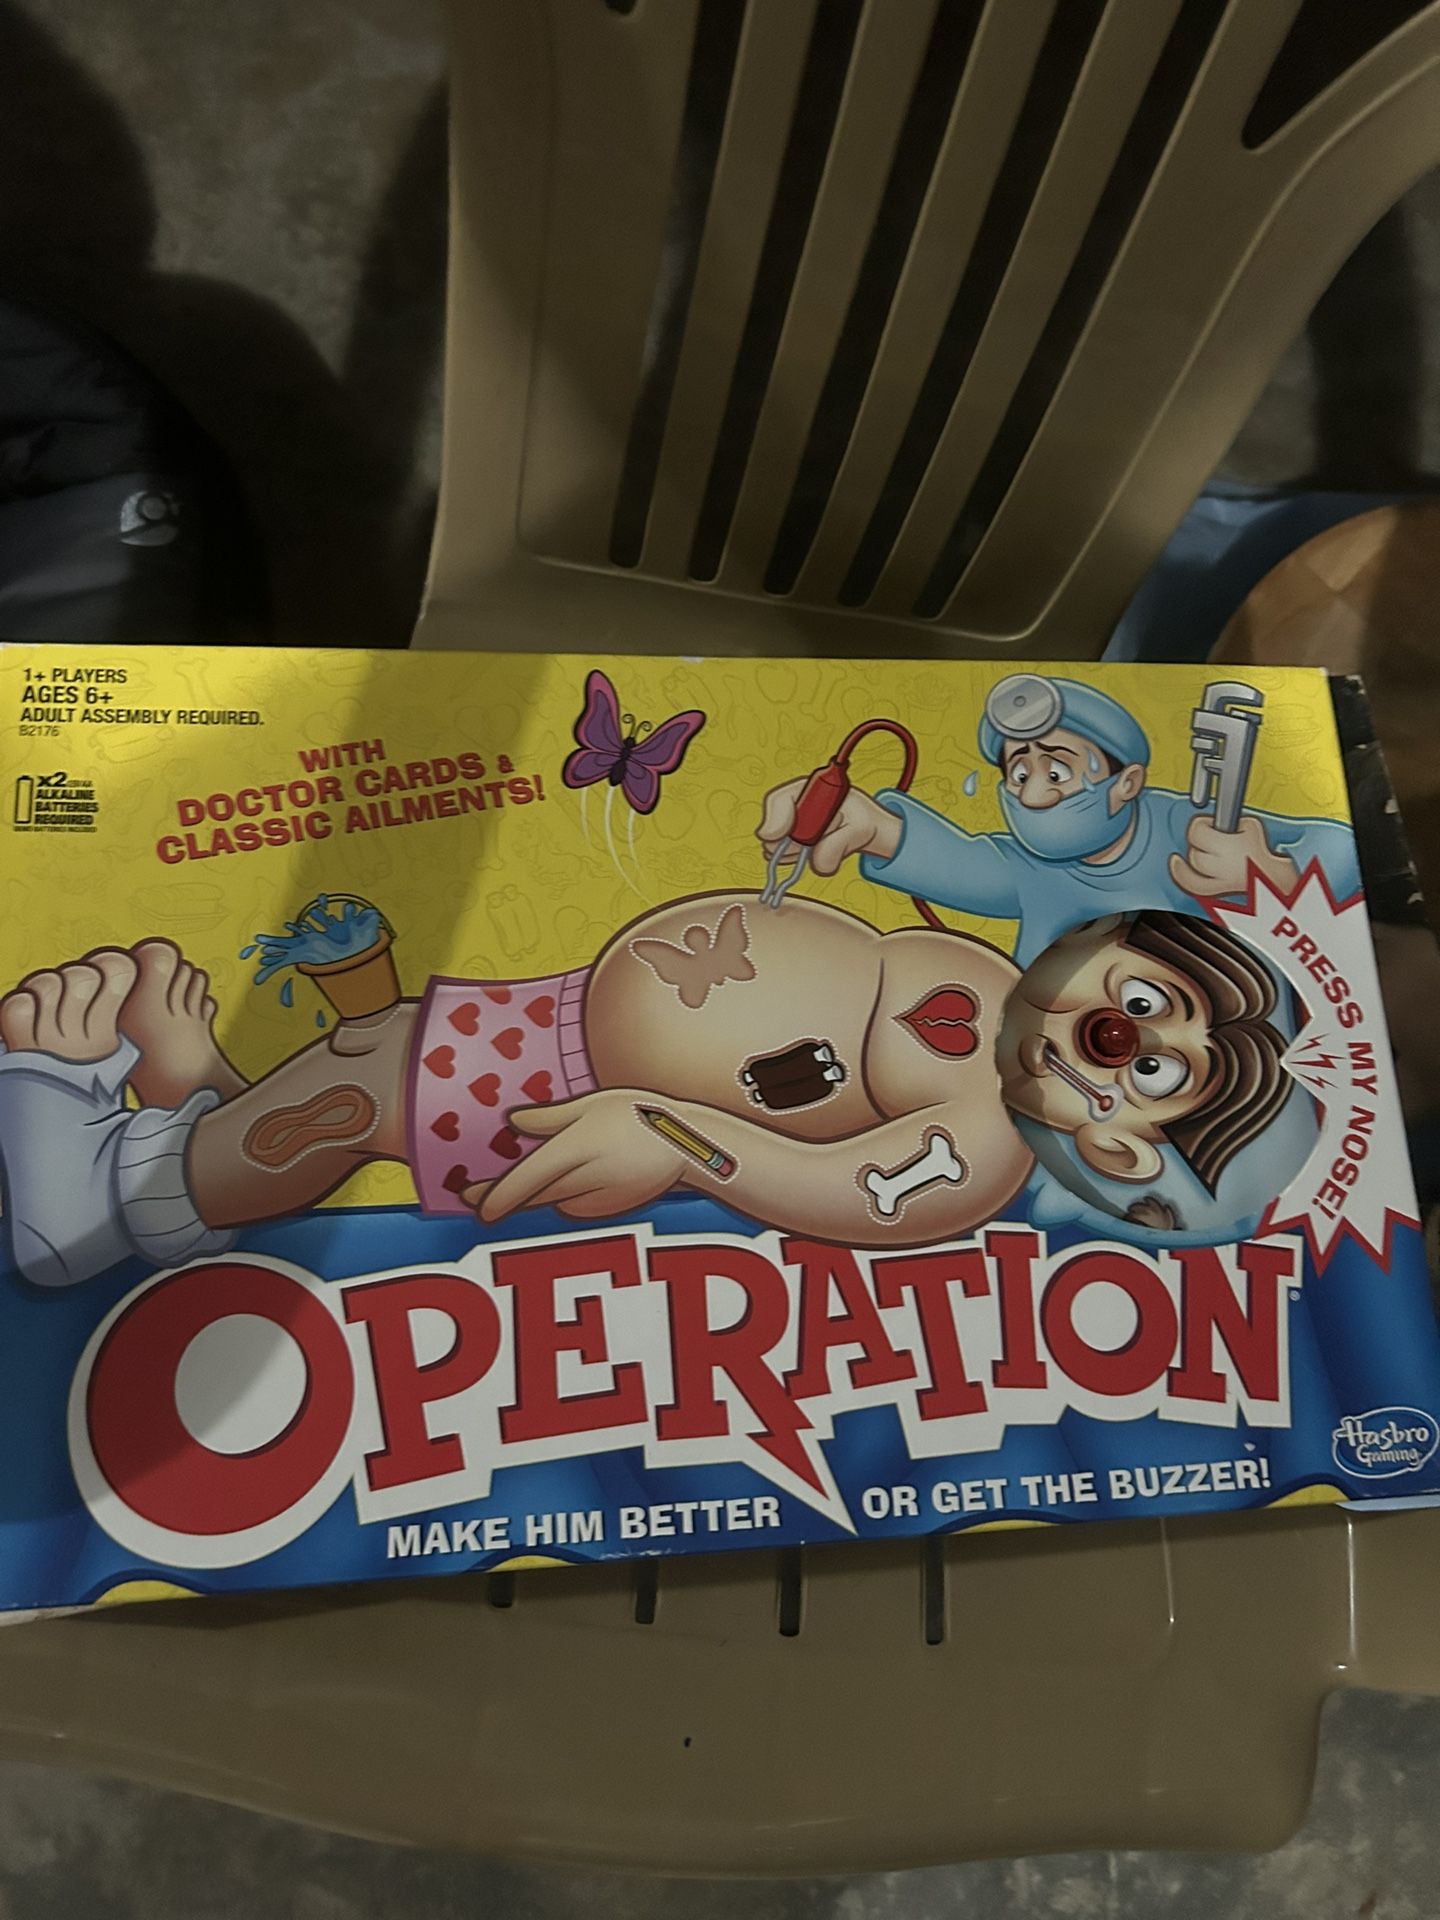 1+ PLAYERS
AGES 6+
ADULT ASSEMBLY REQUIRED.
B2176
x2
ALKALINE
BATTERIES
REQUIRED
WITH
DOCTOR CARDS &
CLASSIC AILMENTS!
PRESS MY NOSE!
OPERATION®
MAKE HIM BETTER
OR GET THE BUZZER!
Hasbro
Gaming